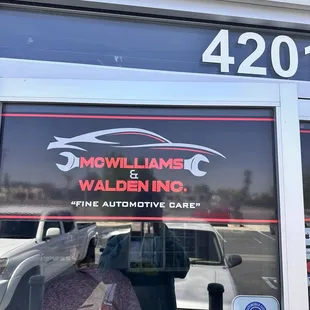 4201
MCWILLIAMS
&
WALDEN INC.
"FINE AUTOMOTIVE CARE"